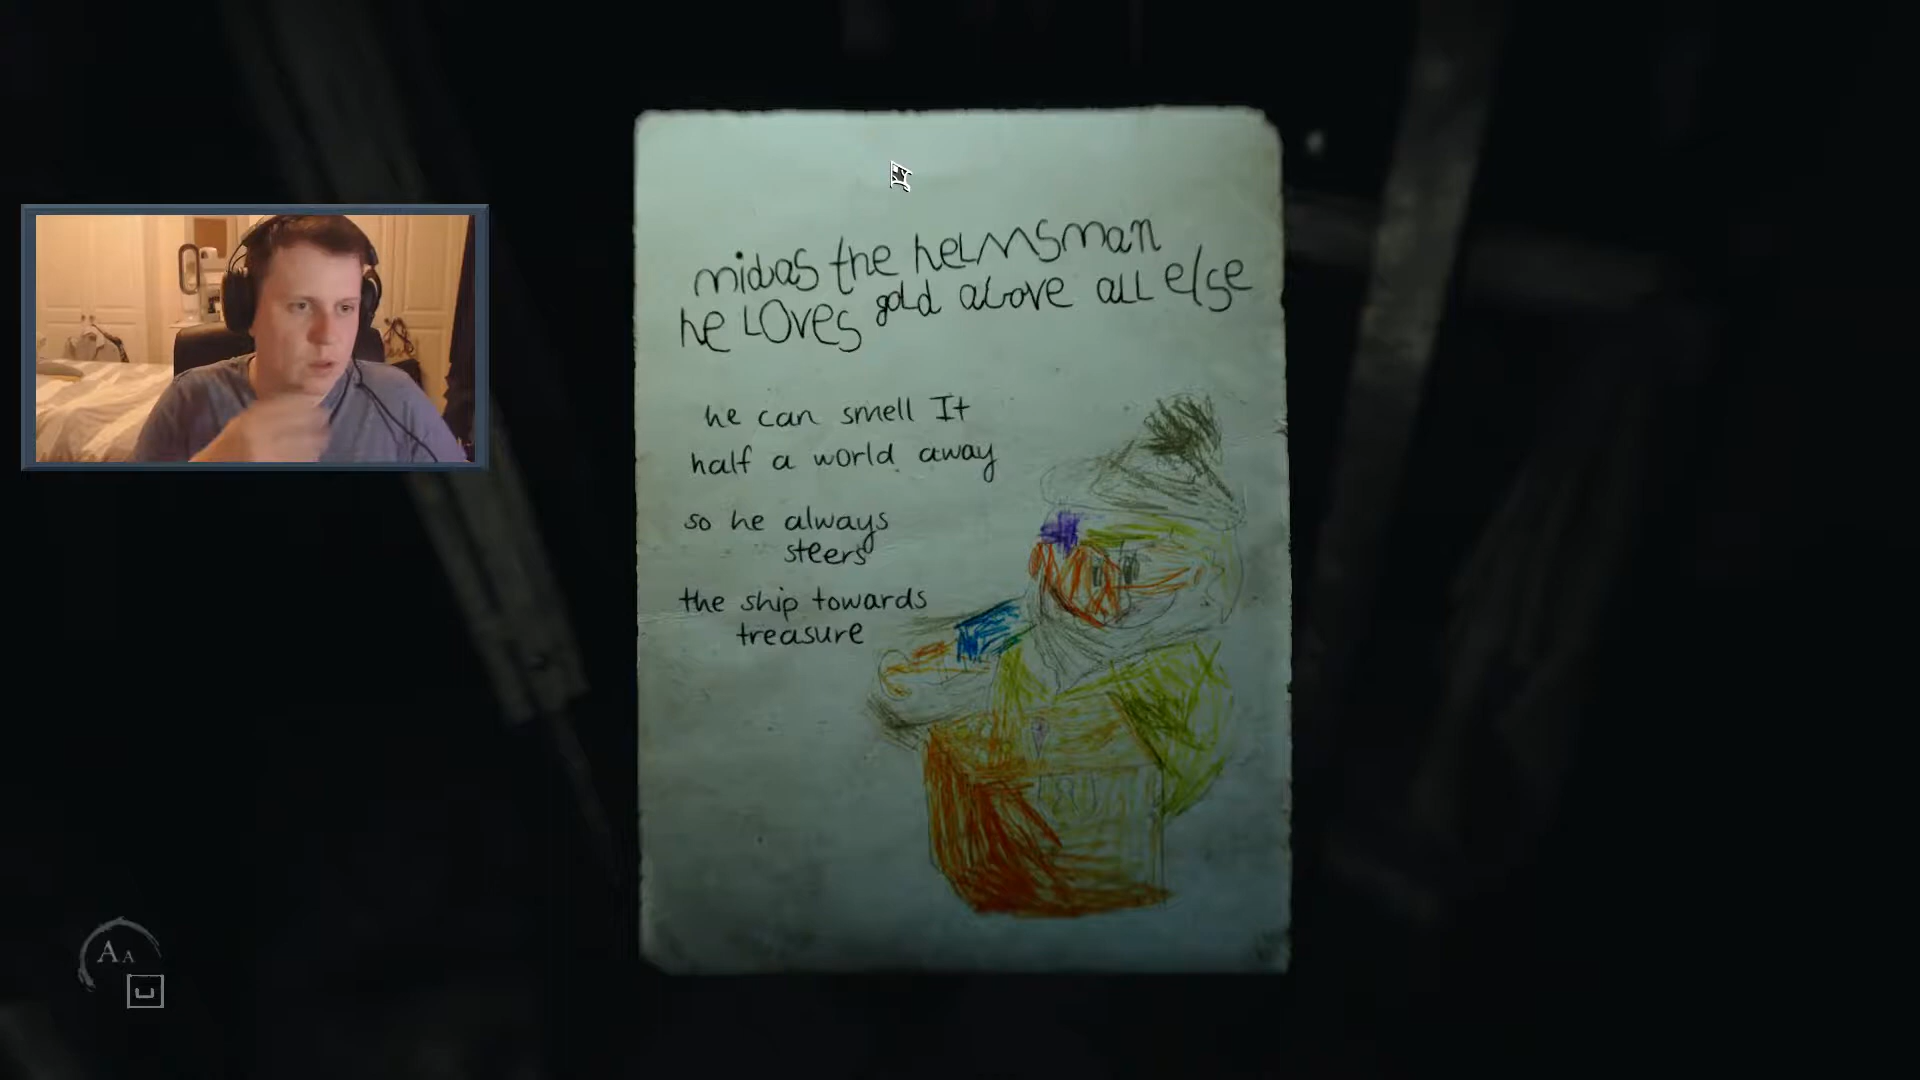 midas the heLMSman
he LOVes gold above aLL else
he can smell It
half a world away
so he always
steers
the ship towards
treasure
AA